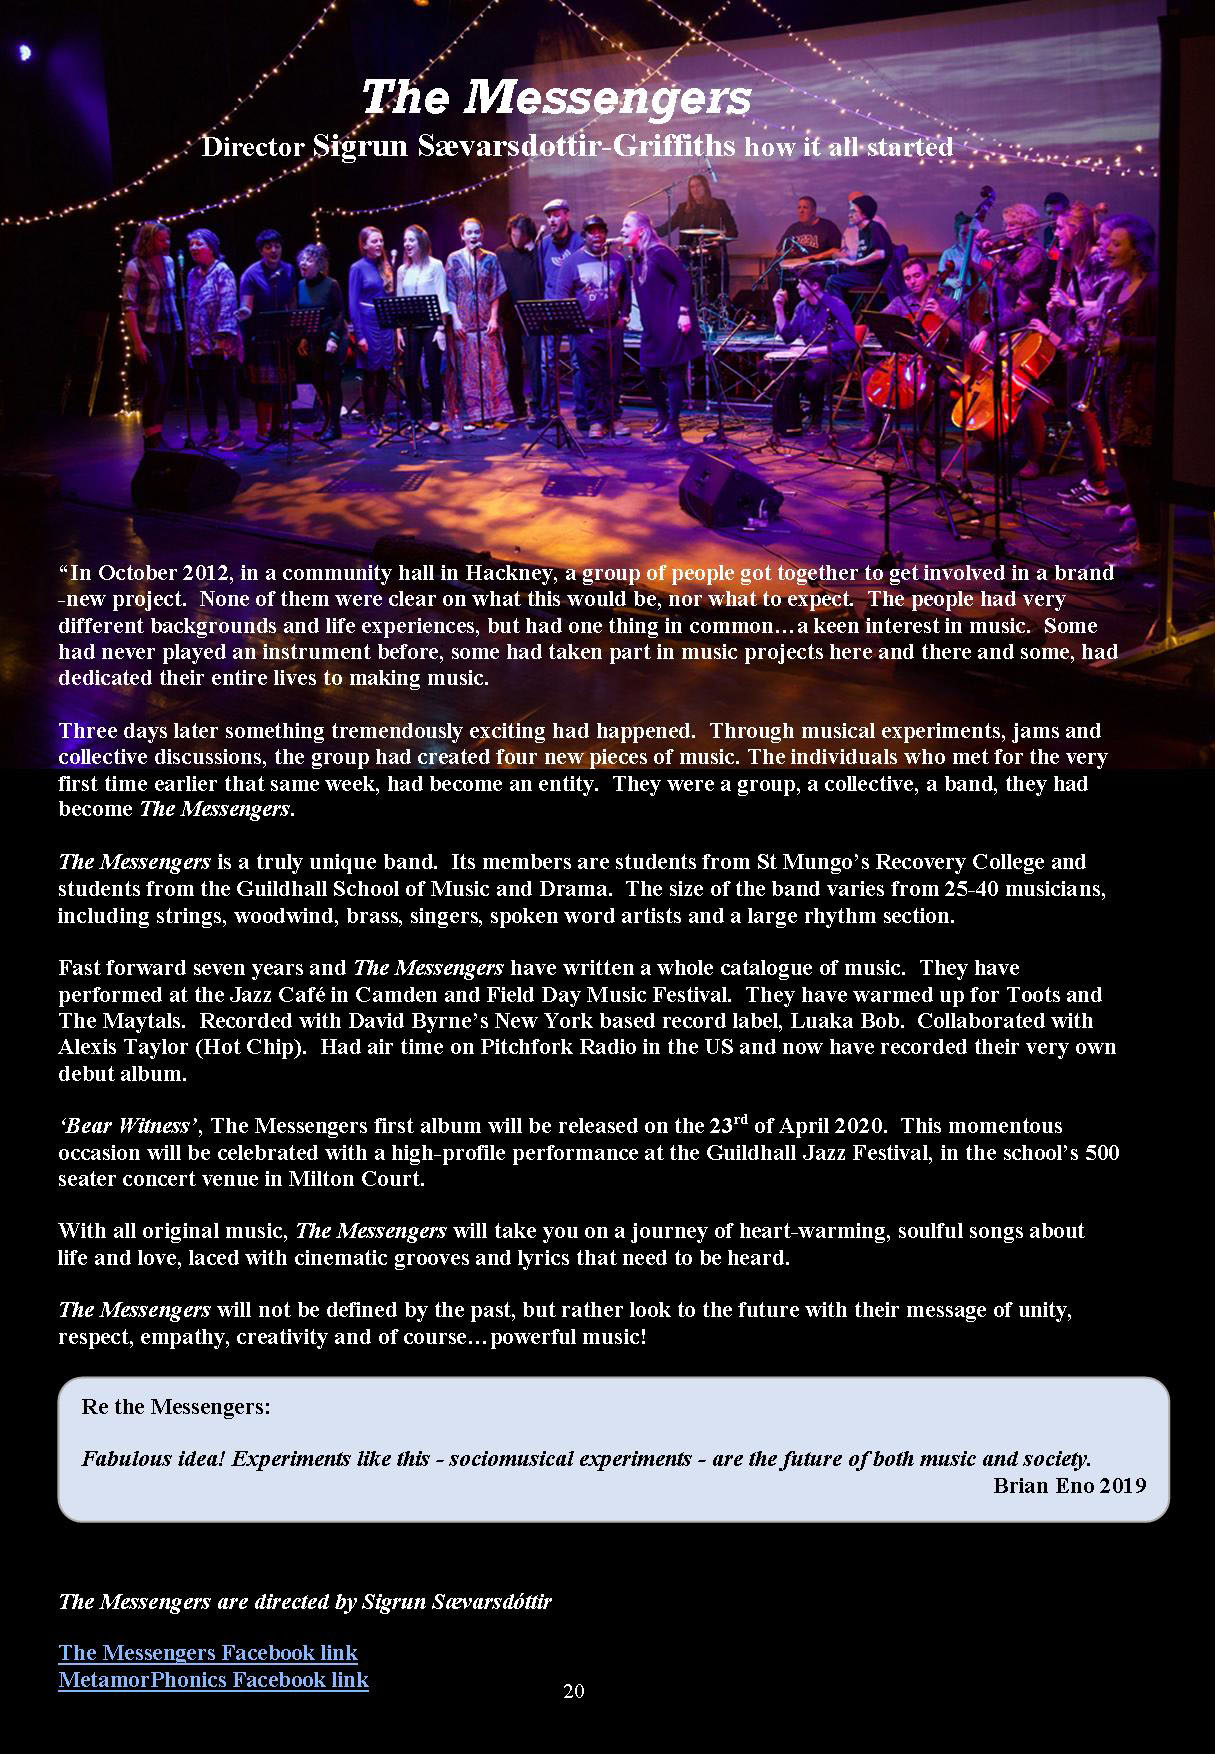 The Messengers
Director Sigrun Sævarsdottir-Griffiths how it all started
“In October 2012, in a community hall in Hackney, a group of people got together to get involved in a brand
-new project.  None of them were clear on what this would be, nor what to expect.  The people had very
different backgrounds and life experiences, but had one thing in common…a keen interest in music.  Some
had never played an instrument before, some had taken part in music projects here and there and some, had
dedicated their entire lives to making music.
Three days later something tremendously exciting had happened.  Through musical experiments, jams and
collective discussions, the group had created four new pieces of music. The individuals who met for the very
first time earlier that same week, had become an entity.  They were a group, a collective, a band, they had
become The Messengers.
The Messengers is a truly unique band.  Its members are students from St Mungo’s Recovery College and
students from the Guildhall School of Music and Drama.  The size of the band varies from 25-40 musicians,
including strings, woodwind, brass, singers, spoken word artists and a large rhythm section.
Fast forward seven years and The Messengers have written a whole catalogue of music.  They have
performed at the Jazz Café in Camden and Field Day Music Festival.  They have warmed up for Toots and
The Maytals.  Recorded with David Byrne’s New York based record label, Luaka Bob.  Collaborated with
Alexis Taylor (Hot Chip).  Had air time on Pitchfork Radio in the US and now have recorded their very own
debut album.
‘Bear Witness’, The Messengers first album will be released on the 23rd of April 2020.  This momentous
occasion will be celebrated with a high-profile performance at the Guildhall Jazz Festival, in the school’s 500
seater concert venue in Milton Court.
With all original music, The Messengers will take you on a journey of heart-warming, soulful songs about
life and love, laced with cinematic grooves and lyrics that need to be heard.
The Messengers will not be defined by the past, but rather look to the future with their message of unity,
respect, empathy, creativity and of course…powerful music!
Re the Messengers:
Fabulous idea! Experiments like this - sociomusical experiments - are the future of both music and society.
Brian Eno 2019
The Messengers are directed by Sigrun Sævarsdóttir
The Messengers Facebook link
MetamorPhonics Facebook link
20